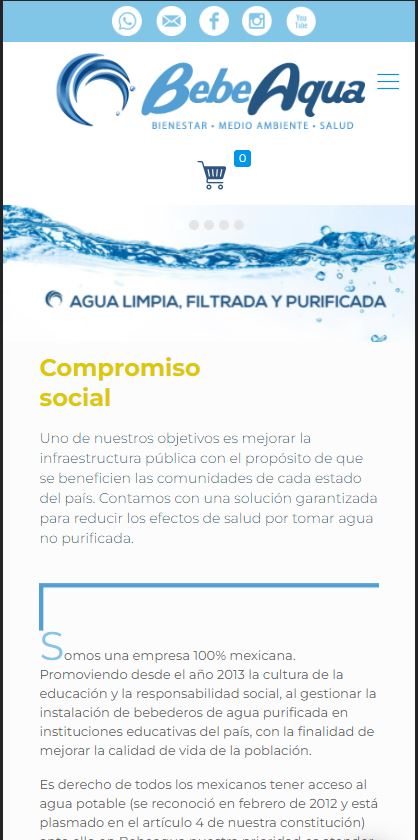 You
Tube
BebeAqua
BIENESTAR • MEDIO AMBIENTE • SALUD
0
AGUA LIMPIA, FILTRADA Y PURIFICADA
Compromiso
social
Uno de nuestros objetivos es mejorar la
infraestructura pública con el propósito de que
se beneficien las comunidades de cada estado
del país. Contamos con una solución garantizada
para reducir los efectos de salud por tomar agua
no purificada.
Somos una empresa 100% mexicana.
Promoviendo desde el año 2013 la cultura de la
educación y la responsabilidad social, al gestionar la
instalación de bebederos de agua purificada en
instituciones educativas del país, con la finalidad de
mejorar la calidad de vida de la población.
Es derecho de todos los mexicanos tener acceso al
agua potable (se reconoció en febrero de 2012 y está
plasmado en el artículo 4 de nuestra constitución)